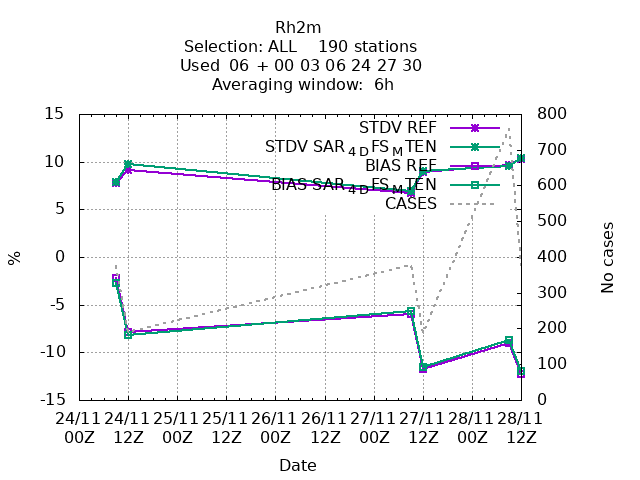 Rh2m
Selection: ALL    190 stations
Used  06 + 00 03 06 24 27 30
Averaging window:  6h
STDV REF
STDV SAR_4D FS_M TEN
BIAS REF
BIAS SAR_4D FS_M TEN
CASES
15
10
5
0
-5
-10
-15
%
800
700
600
500
400
300
200
100
0
No cases
24/11 24/11 25/11 25/11 26/11 26/11 27/11 27/11 28/11 28/11
00Z 12Z 00Z 12Z 00Z 12Z 00Z 12Z 00Z 12Z
Date